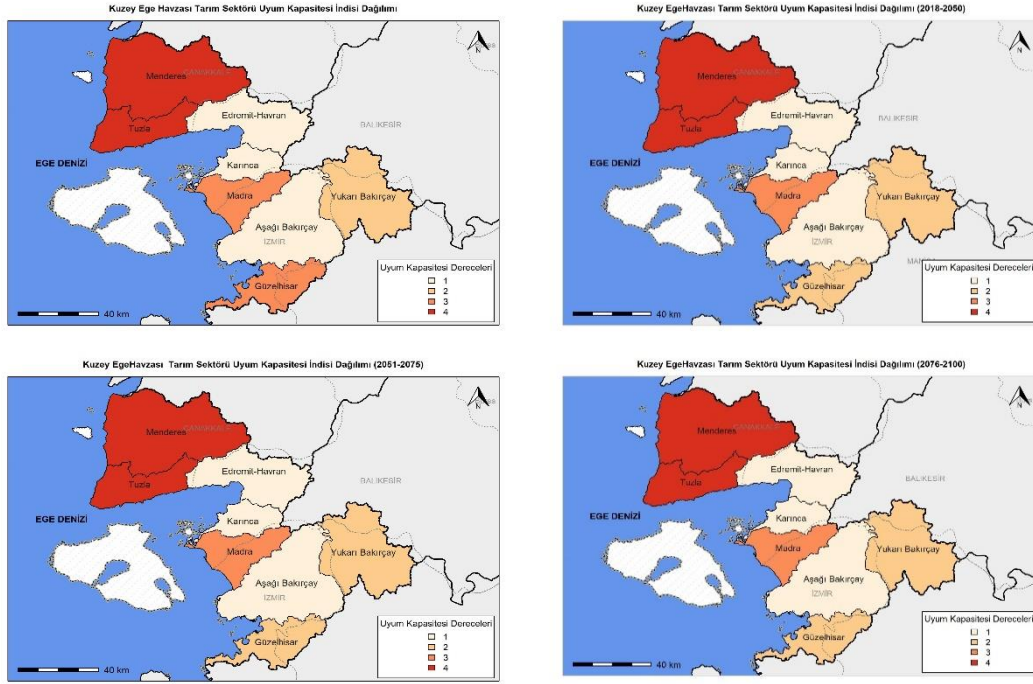 Kuzey Ege Havzası Tarım Sektörü Uyum Kapasitesi İndisi Dağılımı
N
ÇANAKKALE
Menderes
Tuzla
Edremit-Havran
BALIKESİR
EGE DENİZİ
Karınca
Madra
Yukarı Bakırçay
Aşağı Bakırçay
İZMİR
Güzelhisar
Uyum Kapasitesi Dereceleri
1
2
3
4
40 km
Kuzey EgeHavzası Tarım Sektörü Uyum Kapasitesi İndisi Dağılımı (2018-2050)
N
ÇANAKKALE
Menderes
Tuzla
Edremit-Havran
BALIKESİR
EGE DENİZİ
Karınca
Madra
Yukarı Bakırçay
Aşağı Bakırçay
İZMİR
Güzelhisar
Uyum Kapasitesi Dereceleri
1
2
3
4
40 km
Kuzey EgeHavzası Tarım Sektörü Uyum Kapasitesi İndisi Dağılımı (2051-2075)
N
ÇANAKKALE
Menderes
Tuzla
Edremit-Havran
BALIKESİR
EGE DENİZİ
Karınca
Madra
Yukarı Bakırçay
Aşağı Bakırçay
İZMİR
Güzelhisar
Uyum Kapasitesi Dereceleri
1
2
3
4
40 km
Kuzey EgeHavzası Tarım Sektörü Uyum Kapasitesi İndisi Dağılımı (2076-2100)
N
ÇANAKKALE
Menderes
Tuzla
Edremit-Havran
BALIKESİR
EGE DENİZİ
Karınca
Madra
Yukarı Bakırçay
Aşağı Bakırçay
İZMİR
Güzelhisar
Uyum Kapasitesi Dereceleri
1
2
3
4
40 km